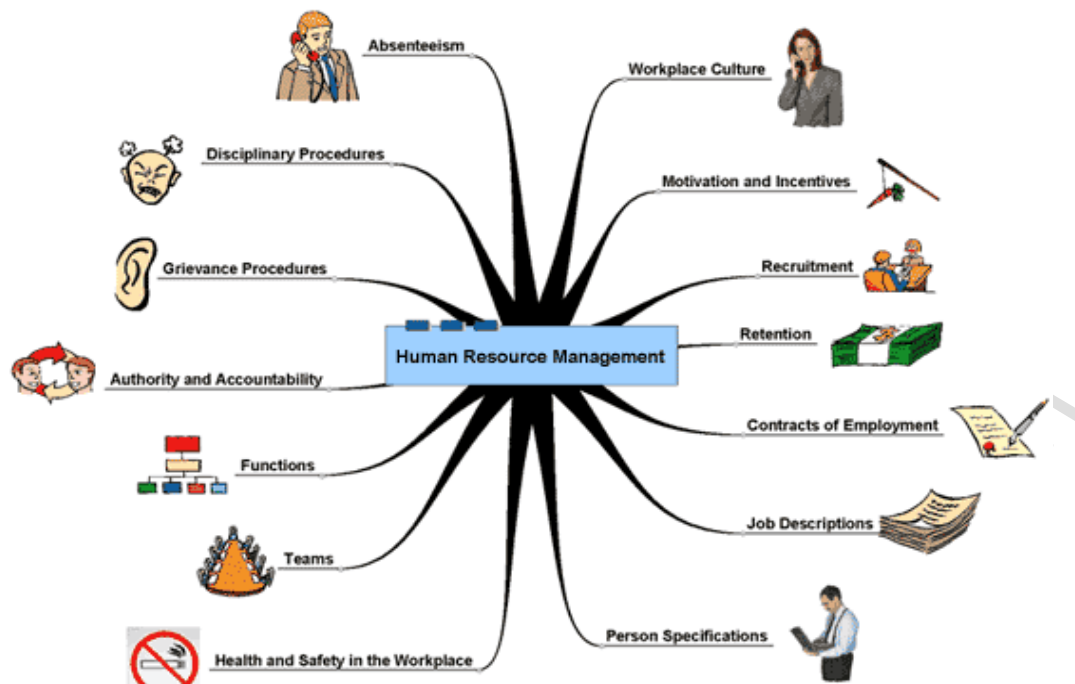 Absenteeism
Workplace Culture
Disciplinary Procedures
Motivation and Incentives
Grievance Procedures
Recruitment
Retention
Human Resource Management
Authority and Accountability
Contracts of Employment
Functions
Job Descriptions
Teams
Person Specifications
Health and Safety in the Workplace